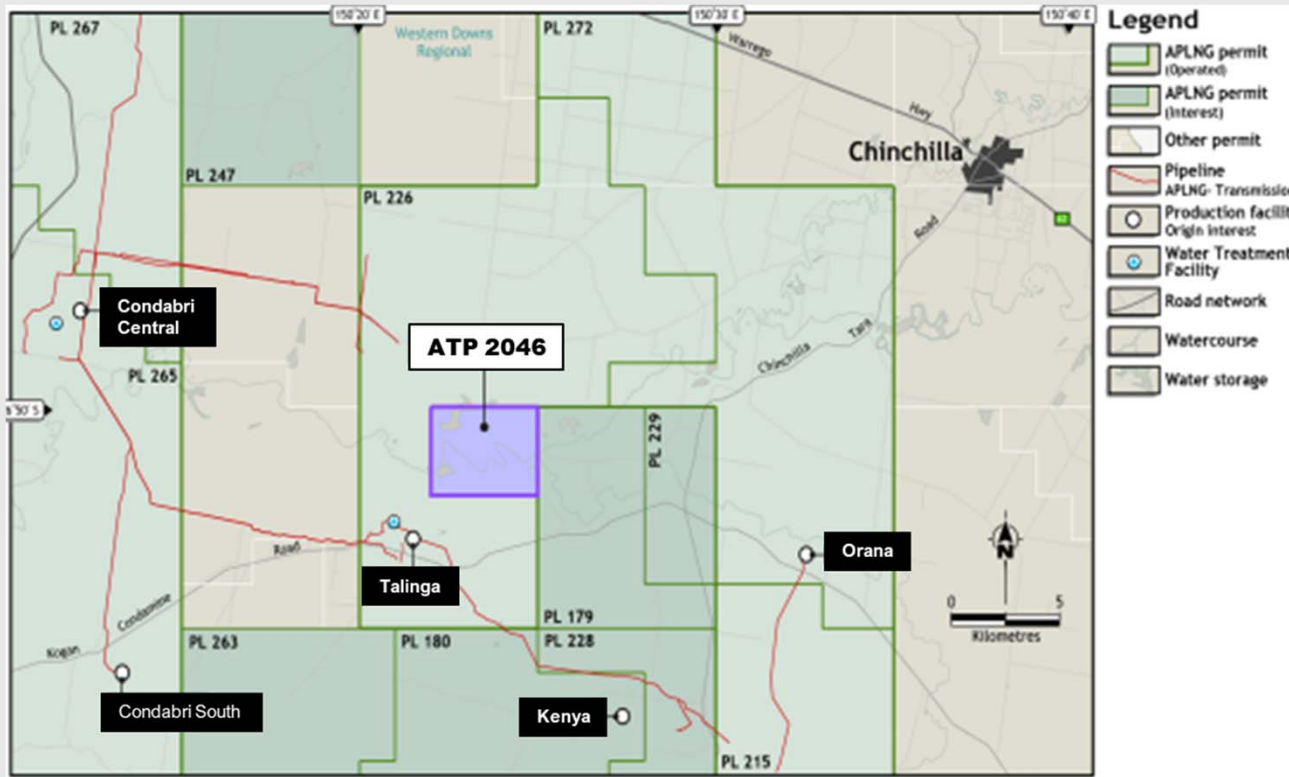 150°20' E
150°30' E
150°40' E
PL 267
Western Downs
Regional
PL 272
Warrego
Hwy
Chinchilla
PL 247
PL 226
Road
Condabri
Central
ATP 2046
Tara
Chinchilla
PL 265
PL 229
Orana
Road
Talinga
Condamine
Kogan
PL 179
PL 263
PL 180
PL 228
Condabri South
Kenya
PL 215
N
0 5
Kilometres
Legend
APLNG permit
(Operated)
APLNG permit
(Interest)
Other permit
Pipeline
APLNG- Transmissio
Production facilit
Origin interest
Water Treatment
Facility
Road network
Watercourse
Water storage